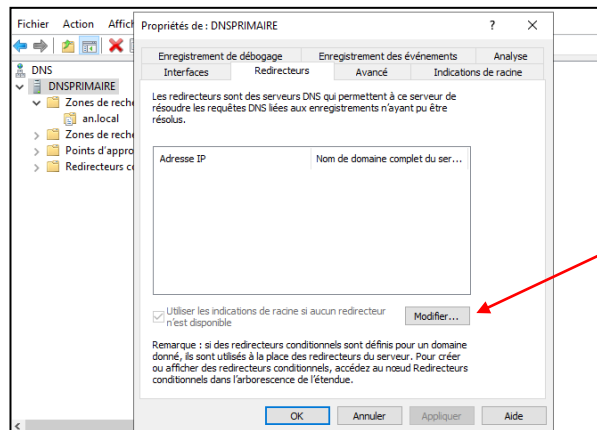 Fichier Action Affich
DNS
DNSPRIMAIRE
Zones de reche
an.local
Zones de reche
Points d'appro
Redirecteurs co
Propriétés de : DNSPRIMAIRE ? ×
Enregistrement de débogage Enregistrement des événements Analyse
Interfaces Redirecteurs Avancé Indications de racine
Les redirecteurs sont des serveurs DNS qui permettent à ce serveur de
résoudre les requêtes DNS liées aux enregistrements n'ayant pu être
résolus.
Adresse IP Nom de domaine complet du ser...
Utiliser les indications de racine si aucun redirecteur
n'est disponible
Modifier...
Remarque : si des redirecteurs conditionnels sont définis pour un domaine
donné, ils sont utilisés à la place des redirecteurs du serveur. Pour créer
ou afficher des redirecteurs conditionnels, accédez au nœud Redirecteurs
conditionnels dans l'arborescence de l'étendue.
OK Annuler Appliquer Aide